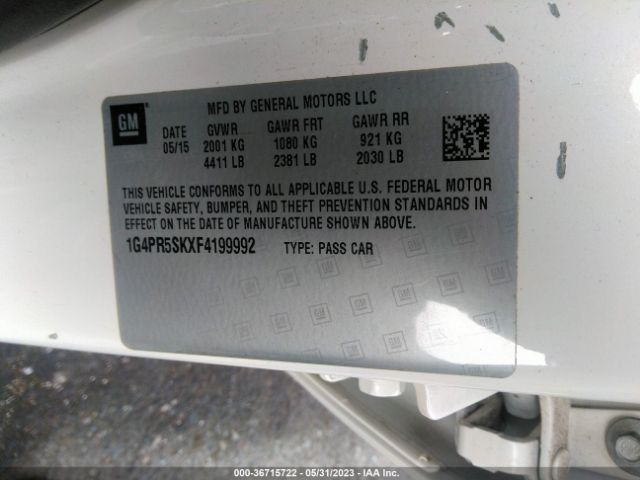 GM
MFD BY GENERAL MOTORS LLC
DATE GVWR GAWR FRT GAWR RR
05/15 2001 KG 1080 KG 921 KG
4411 LB 2381 LB 2030 LB
THIS VEHICLE CONFORMS TO ALL APPLICABLE U.S. FEDERAL MOTOR
VEHICLE SAFETY, BUMPER, AND THEFT PREVENTION STANDARDS IN
EFFECT ON THE DATE OF MANUFACTURE SHOWN ABOVE.
1G4PR5SKXF4199992 TYPE: PASS CAR
000-36715722 - 05/31/2023 - IAA Inc.